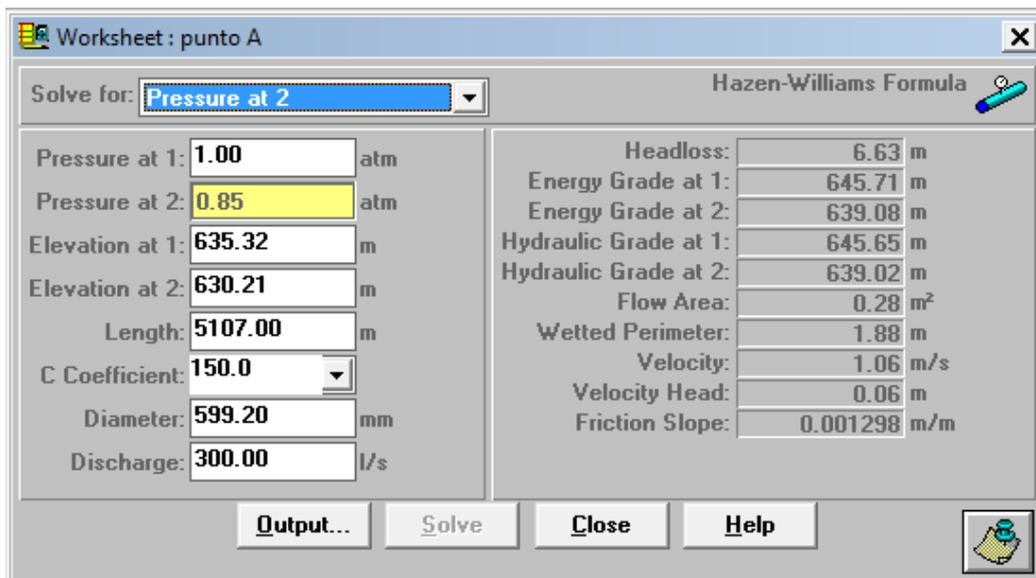 Worksheet : punto A
Solve for: Pressure at 2
Hazen-Williams Formula
Pressure at 1: 1.00 atm
Pressure at 2: 0.85 atm
Elevation at 1: 635.32 m
Elevation at 2: 630.21 m
Length: 5107.00 m
C Coefficient: 150.0
Diameter: 599.20 mm
Discharge: 300.00 l/s
Headloss: 6.63 m
Energy Grade at 1: 645.71 m
Energy Grade at 2: 639.08 m
Hydraulic Grade at 1: 645.65 m
Hydraulic Grade at 2: 639.02 m
Flow Area: 0.28 m²
Wetted Perimeter: 1.88 m
Velocity: 1.06 m/s
Velocity Head: 0.06 m
Friction Slope: 0.001298 m/m
Output... Solve Close Help